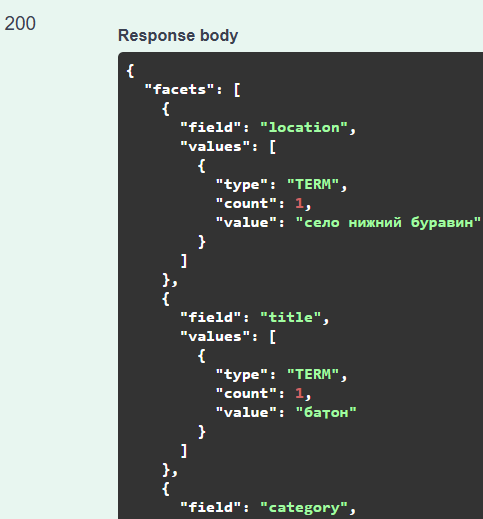 200
Response body
{
  "facets": [
    {
      "field": "location",
      "values": [
        {
          "type": "TERM",
          "count": 1,
          "value": "село нижний буравин"
        }
      ]
    },
    {
      "field": "title",
      "values": [
        {
          "type": "TERM",
          "count": 1,
          "value": "батон"
        }
      ]
    },
    {
      "field": "category",